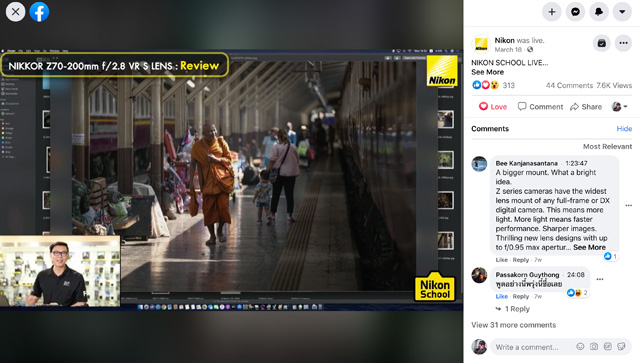 NIKKOR Z70-200mm f/2.8 VR S LENS : Review
Nikon
Nikon
School
Nikon was live.
March 18
NIKON SCHOOL LIVE...
See More
313
44 Comments 7.6K Views
Love
Comment
Share
Comments
Hide
Most Relevant
Bee Kanjanasantana · 1:23:47
A bigger mount. What a bright
idea.
Z series cameras have the widest
lens mount of any full-frame or DX
digital camera. This means more
light. More light means faster
performance. Sharper images.
Thrilling new lens designs with up
to f/0.95 max apertur... See More
1
Like · Reply · 7w
Passakorn Guythong · 24:08
พูดอย่างนี้พรุ่งนี้ซื้อเลย
2
Like · Reply · 7w
1 Reply
View 31 more comments
Write a comment...